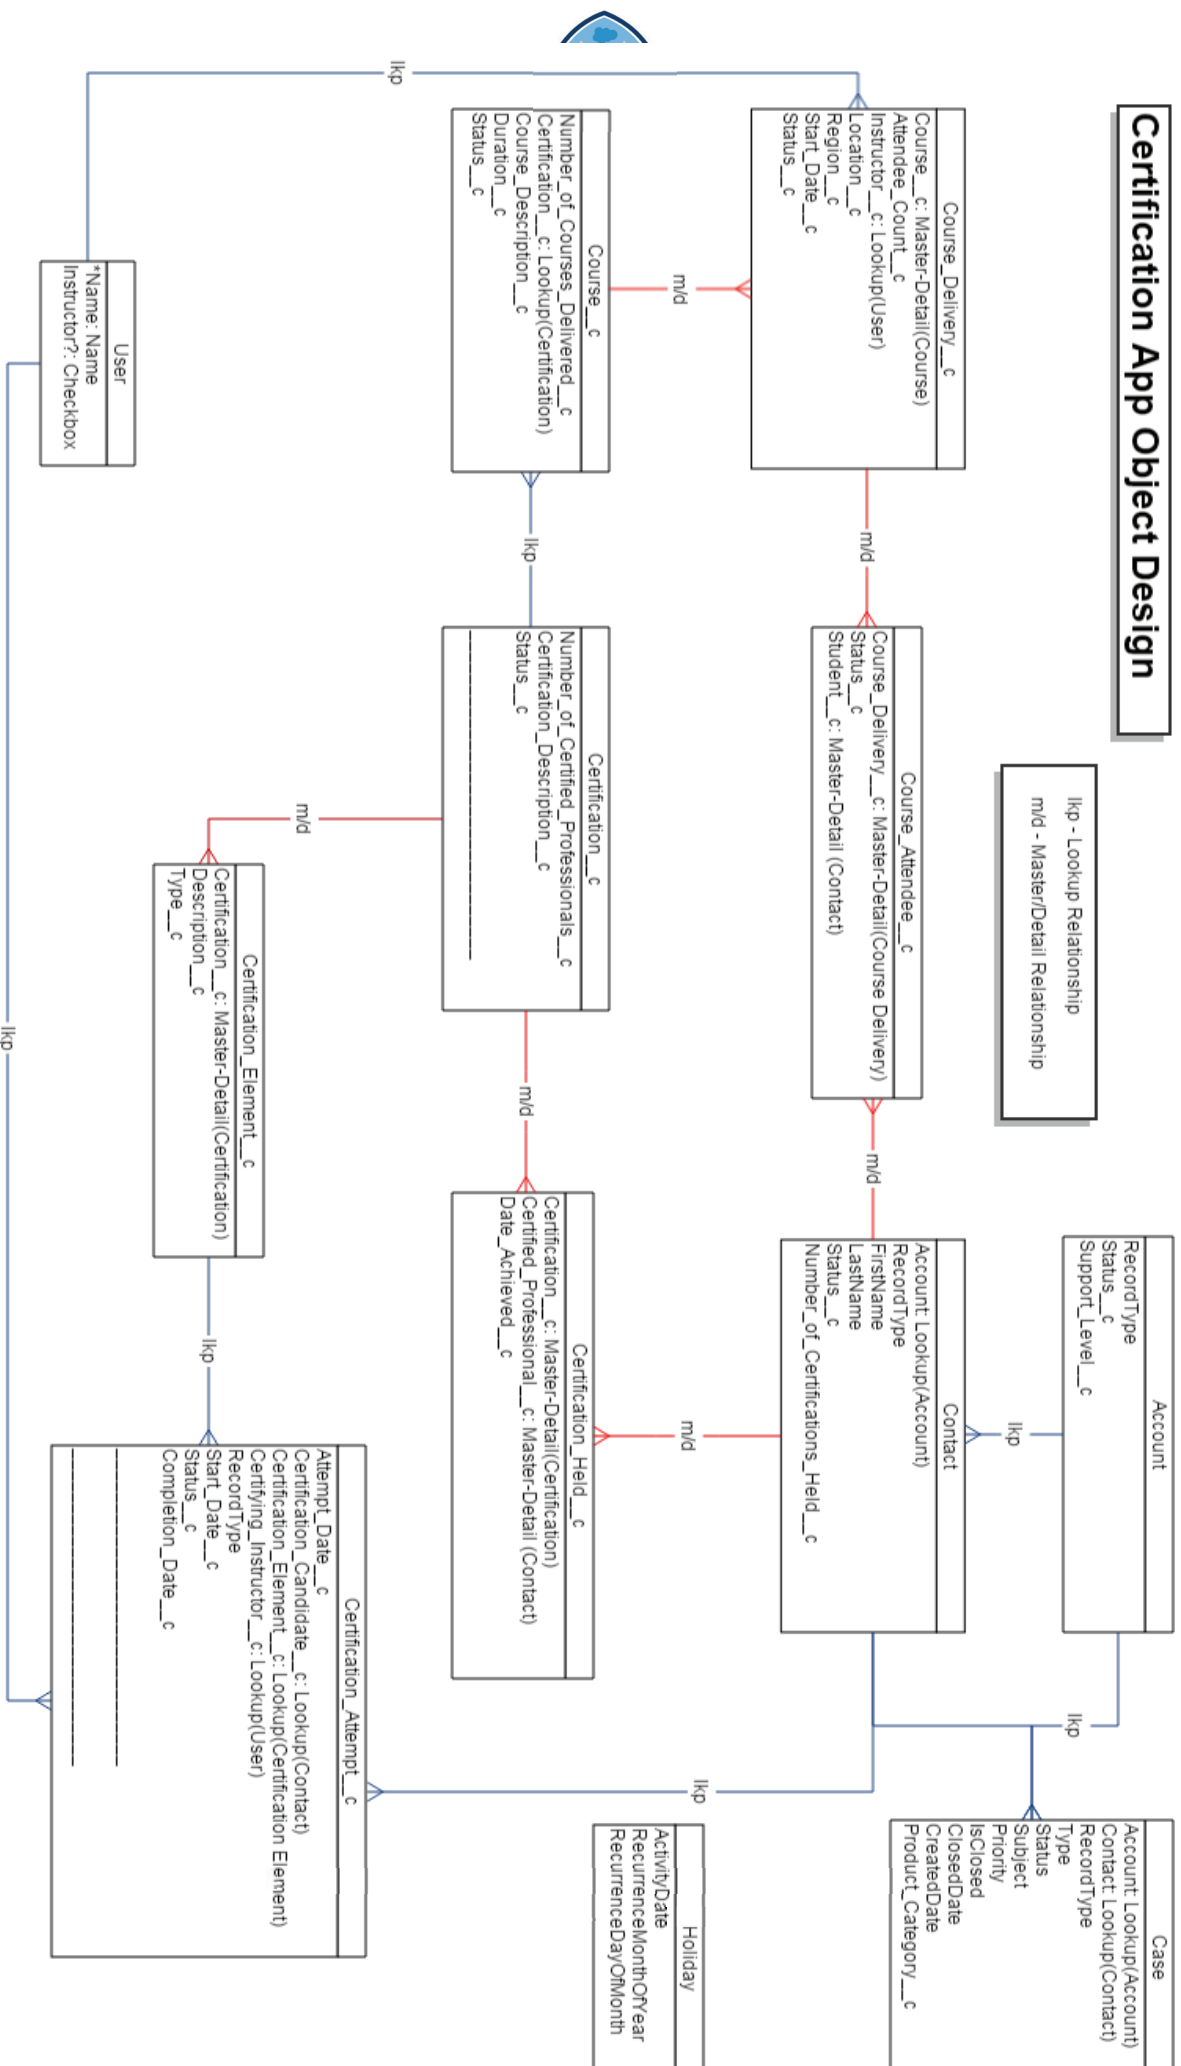 Certification App Object Design
lkp - Lookup Relationship
m/d - Master/Detail Relationship
Course_Delivery__c
Course__c: Master-Detail(Course)
Attendee_Count__c
Instructor__c: Lookup(User)
Location__c
Region__c
Start_Date__c
Status__c
m/d
Course_Attendee__c
Course_Delivery__c: Master-Detail(Course Delivery)
Status__c
Student__c: Master-Detail (Contact)
m/d
Account
RecordType
Status__c
Support_Level__c
lkp
Contact
Account: Lookup(Account)
RecordType
FirstName
LastName
Status__c
Number_of_Certifications_Held__c
lkp
Case
Account: Lookup(Account)
Contact: Lookup(Contact)
RecordType
Type
Status
Subject
Priority
IsClosed
ClosedDate
CreatedDate
Product_Category__c
m/d
m/d
lkp
Course__c
Number_of_Courses_Delivered__c
Certification__c: Lookup(Certification)
Course_Description__c
Duration__c
Status__c
lkp
Certification__c
Number_of_Certified_Professionals__c
Certification_Description__c
Status__c
m/d
Certification_Held__c
Certification__c: Master-Detail(Certification)
Certified_Professional__c: Master-Detail (Contact)
Date_Achieved__c
Holiday
ActivityDate
RecurrenceMonthOfYear
RecurrenceDayOfMonth
lkp
m/d
Certification_Element__c
Certification__c: Master-Detail(Certification)
Description__c
Type__c
lkp
Certification_Attempt__c
Attempt_Date__c
Certification_Candidate__c: Lookup(Contact)
Certification_Element__c: Lookup(Certification Element)
Certifying_Instructor__c: Lookup(User)
RecordType
Start_Date__c
Status__c
Completion_Date__c
User
*Name: Name
Instructor?: Checkbox
lkp